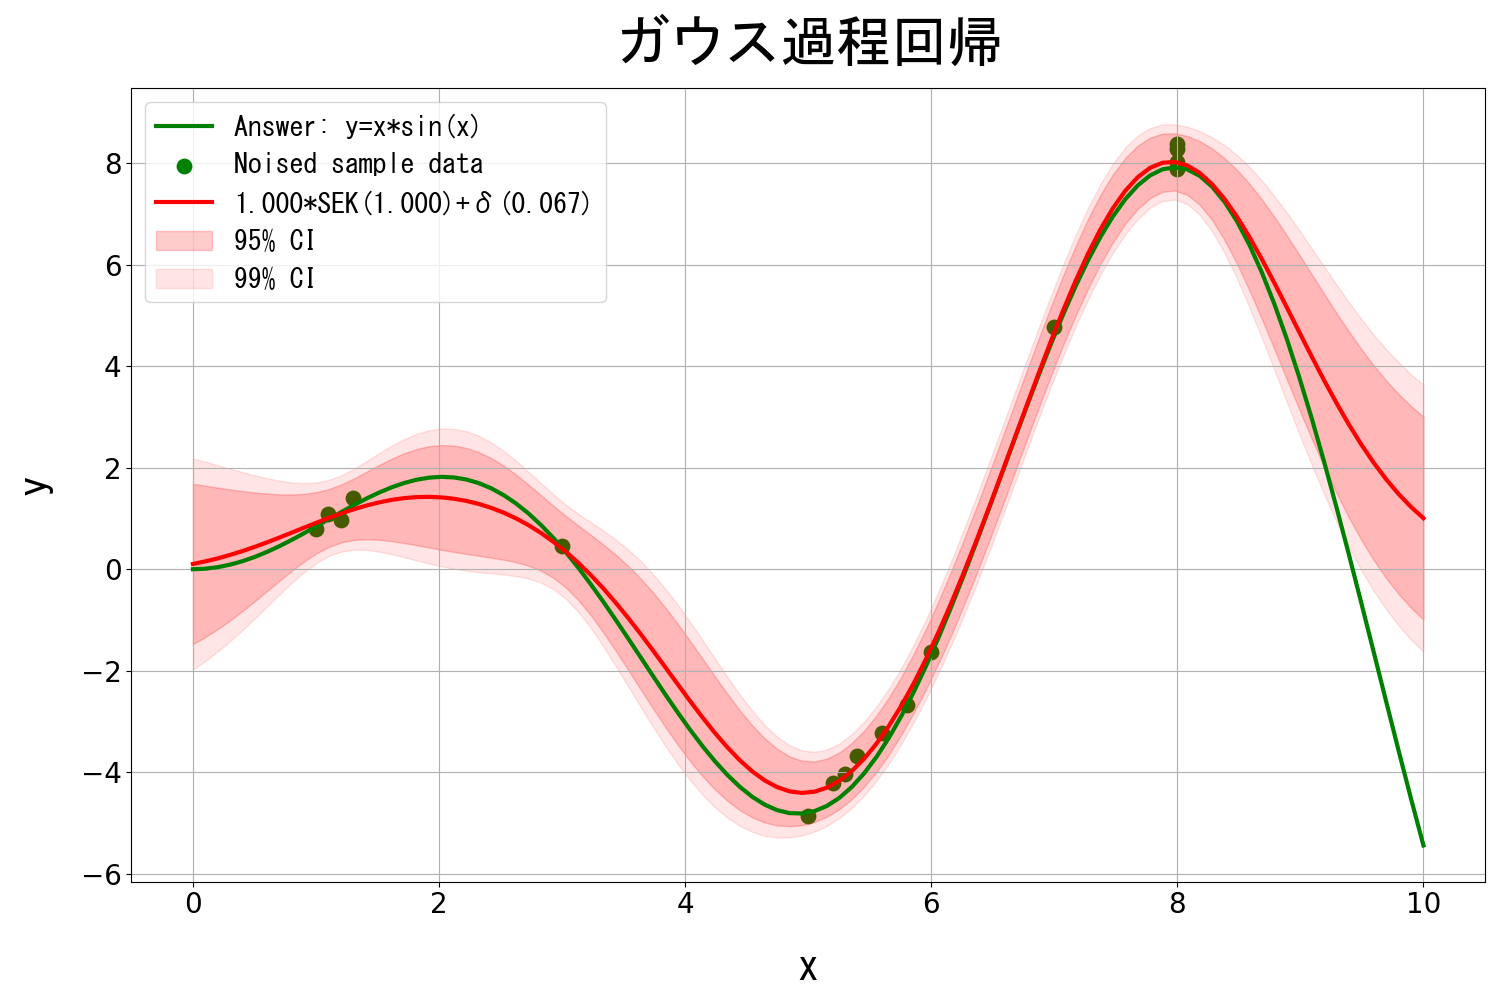 ガウス過程回帰
Answer: y=x*sin(x)
Noised sample data
1.000*SEK(1.000)+δ(0.067)
95% CI
99% CI
8
6
4
2
0
−2
−4
−6
y
0 2 4 6 8 10
x